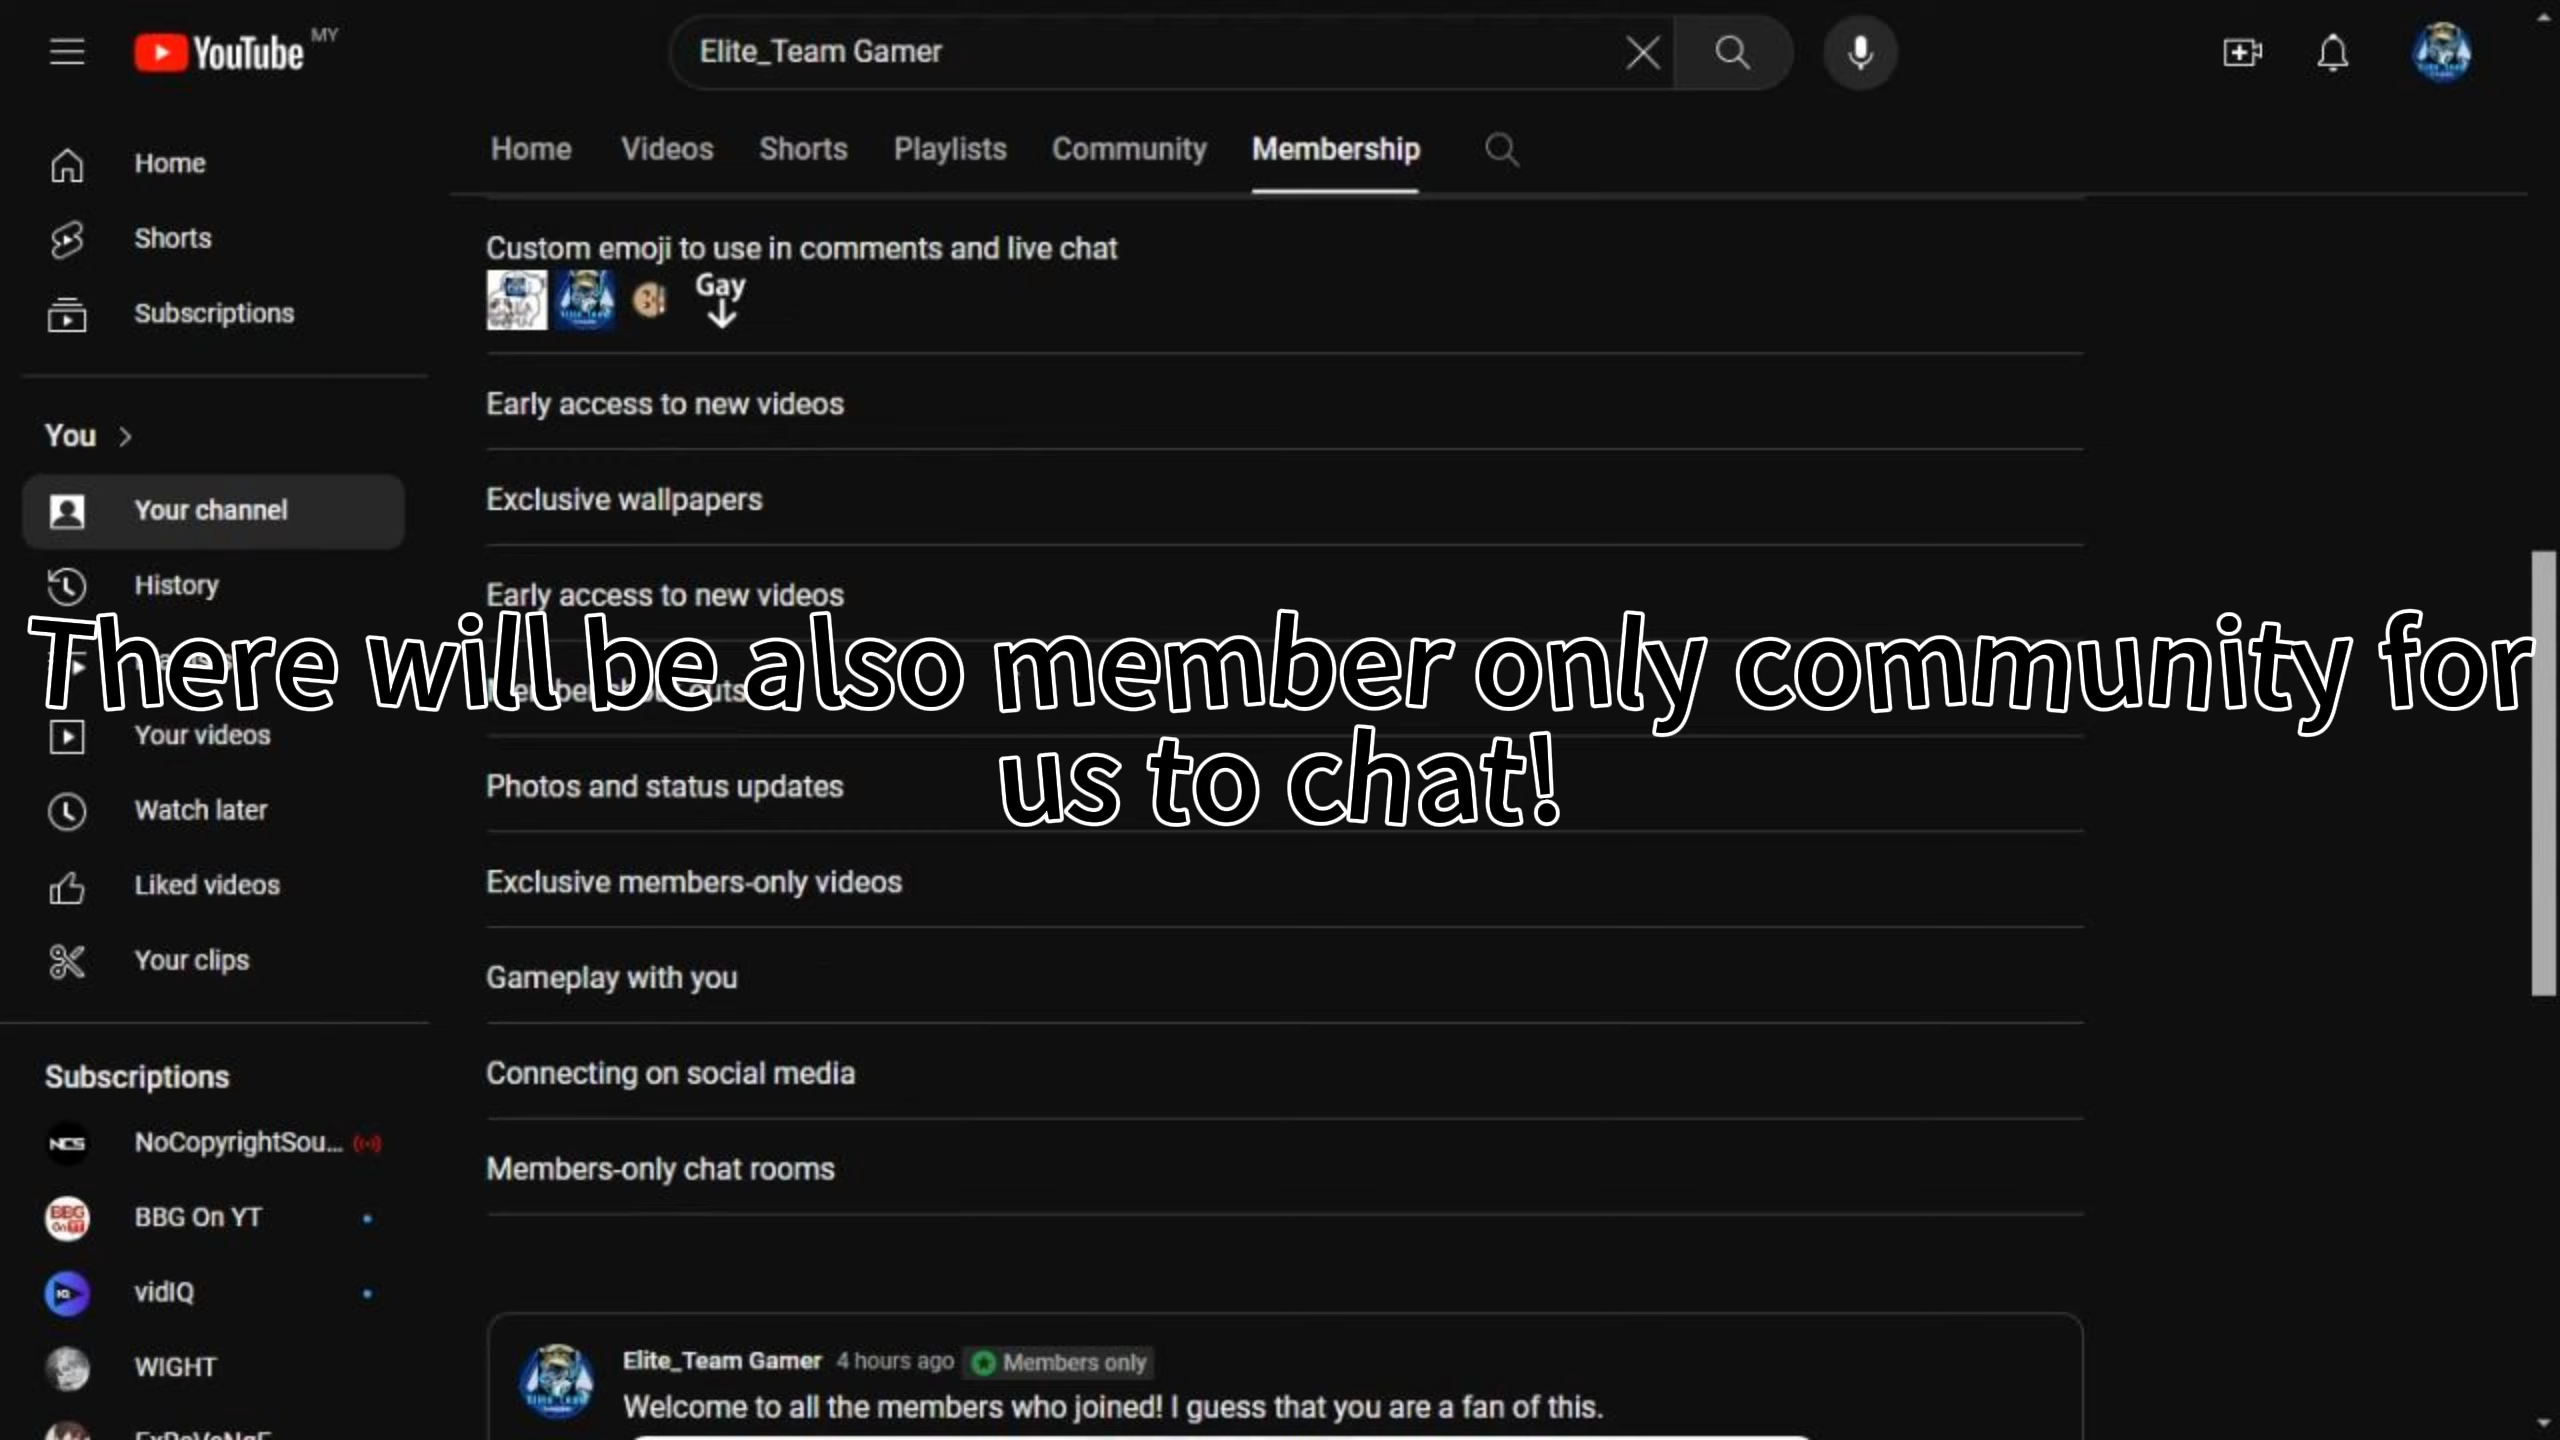 YouTube MY
Elite_Team Gamer
Home Videos Shorts Playlists Community Membership
Home
Shorts
Subscriptions
You
Your channel
History
Your videos
Watch later
Liked videos
Your clips
Subscriptions
NCS NoCopyrightSou...
BBG On YT BBG On YT
IQ vidIQ
WIGHT
Custom emoji to use in comments and live chat
Gay
Early access to new videos
Exclusive wallpapers
Early access to new videos
There will be also member only community for
us to chat!
Photos and status updates
Exclusive members-only videos
Gameplay with you
Connecting on social media
Members-only chat rooms
Elite_Team Gamer 4 hours ago Members only
Welcome to all the members who joined! I guess that you are a fan of this.